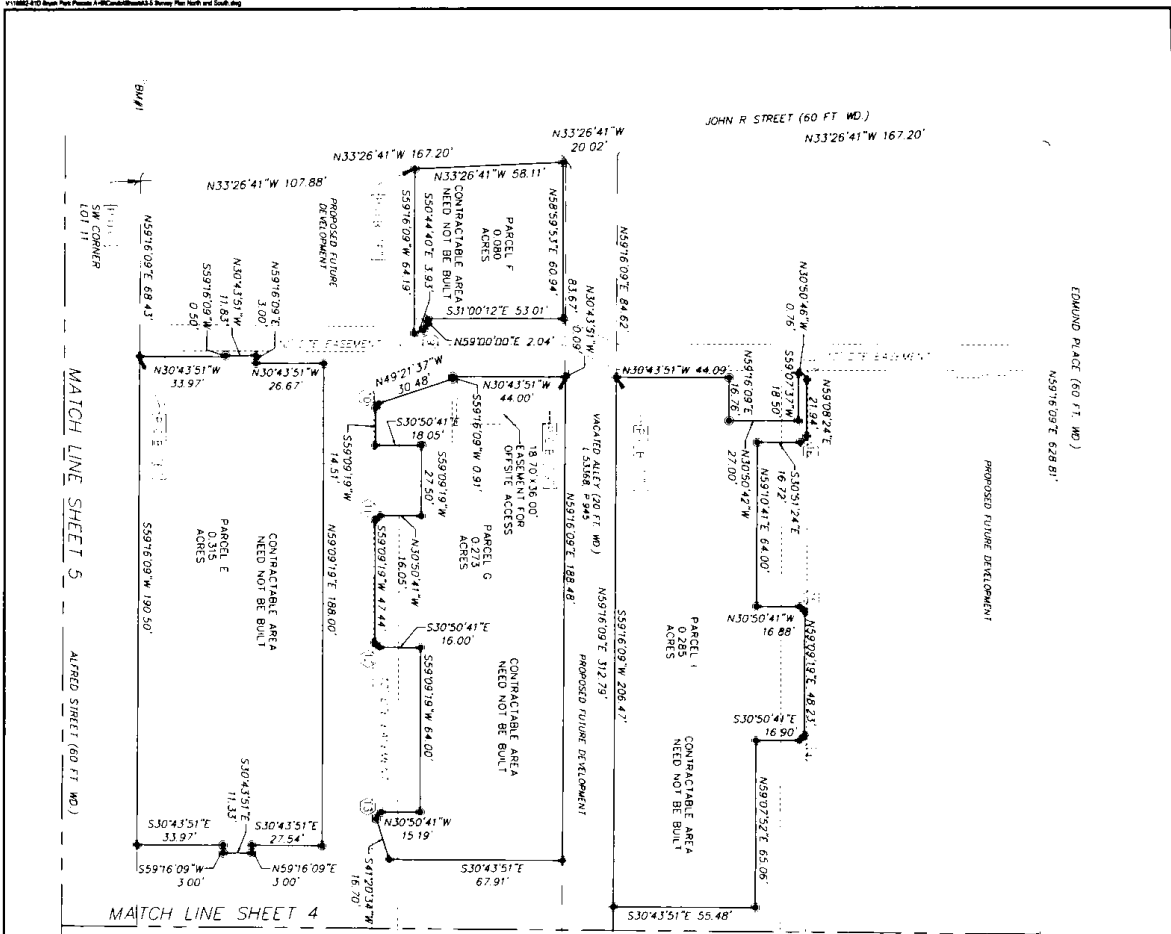 JOHN R STREET (60 FT. WD.)
N33°26'41"W 167.20'
N33°26'41"W
20.02'
N33°26'41"W 167.20'
N33°26'41"W 58.11'
N33°26'41"W 107.88'
BM#1
SW CORNER
LOT 11
PROPOSED FUTURE
DEVELOPMENT
S59°16'09"W 64.19'
S50°44'40"E 3.93'
CONTRACTABLE AREA
NEED NOT BE BUILT
PARCEL F
0.080
ACRES
N58°59'53"E 60.94'
83.67'
N30°43'51"W
0.09'
N59°16'09"E 84.62'
S31°00'12"E 53.01'
N59°00'00"E 2.04'
N59°16'09"E 68.43'
S59°16'09"W
0.50'
N30°43'51"W
11.83'
N59°16'09"E
3.00'
N30°43'51"W
33.97'
N30°43'51"W
26.67'
N49°21'37"W
30.48'
N30°43'51"W
44.00'
S59°16'09"W 0.91'
N30°43'51"W 44.09'
N30°50'46"W
0.76'
S59°07'37"W
18.50'
N59°08'24"E
21.94'
N59°16'09"E
16.76'
N30°50'42"W
27.00'
S30°51'24"E
16.72'
EDMUND PLACE (60 FT. WD.)
N59°16'09"E 628.81'
PROPOSED FUTURE DEVELOPMENT
S30°50'41"E
18.05'
S59°09'19"W
14.51'
S59°09'19"W
27.50'
18.70'x36.00'
EASEMENT FOR
OFFSITE ACCESS
VACATED ALLEY (20 FT. WD.)
L 53368, P 945
N59°10'41"E 64.00'
N30°50'41"W
16.05'
PARCEL G
0.273
ACRES
N59°16'09"E 188.48'
N59°16'09"E 312.79'
S59°16'09"W 206.47'
S59°09'19"W 47.44'
S30°50'41"E
16.00'
N30°50'41"W
16.88'
N59°09'19"E 48.23'
S30°50'41"E
16.90'
MATCH LINE SHEET 5
S59°16'09"W 190.50'
PARCEL E
0.315
ACRES
CONTRACTABLE AREA
NEED NOT BE BUILT
N59°09'19"E 188.00'
S59°09'19"W 64.00'
CONTRACTABLE AREA
NEED NOT BE BUILT
PROPOSED FUTURE DEVELOPMENT
0.285
ACRES
CONTRACTABLE AREA
NEED NOT BE BUILT
N59°07'52"E 65.06'
ALFRED STREET (60 FT. WD.)
S30°43'51"E
33.97'
S30°43'51"E
11.33'
S30°43'51"E
27.54'
N30°50'41"W
15.19'
S30°43'51"E
67.91'
S59°16'09"W
3.00'
N59°16'09"E
3.00'
S41°20'34"W
16.70'
S30°43'51"E 55.48'
MATCH LINE SHEET 4